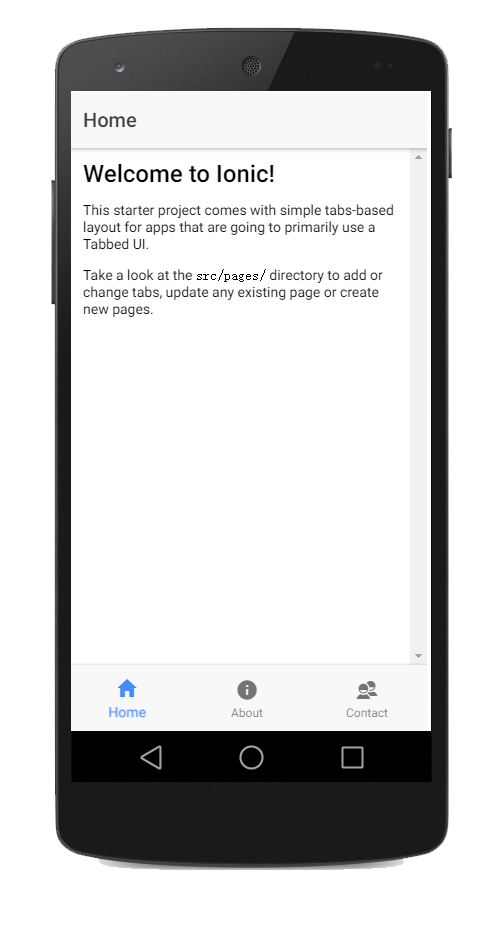 Home
Welcome to Ionic!
This starter project comes with simple tabs-based
layout for apps that are going to primarily use a
Tabbed UI.
Take a look at the src/pages/ directory to add or
change tabs, update any existing page or create
new pages.
Home
About
Contact